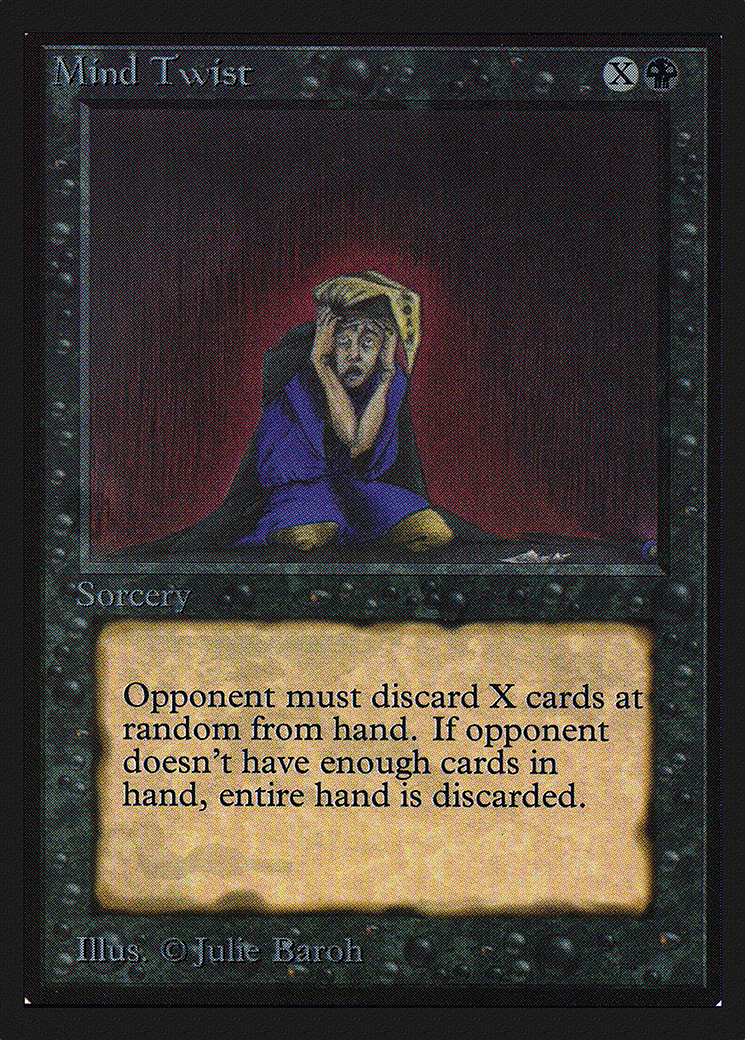 Mind Twist
X
Sorcery
Opponent must discard X cards at
random from hand. If opponent
doesn't have enough cards in
hand, entire hand is discarded.
Illus. © Julie Baroh